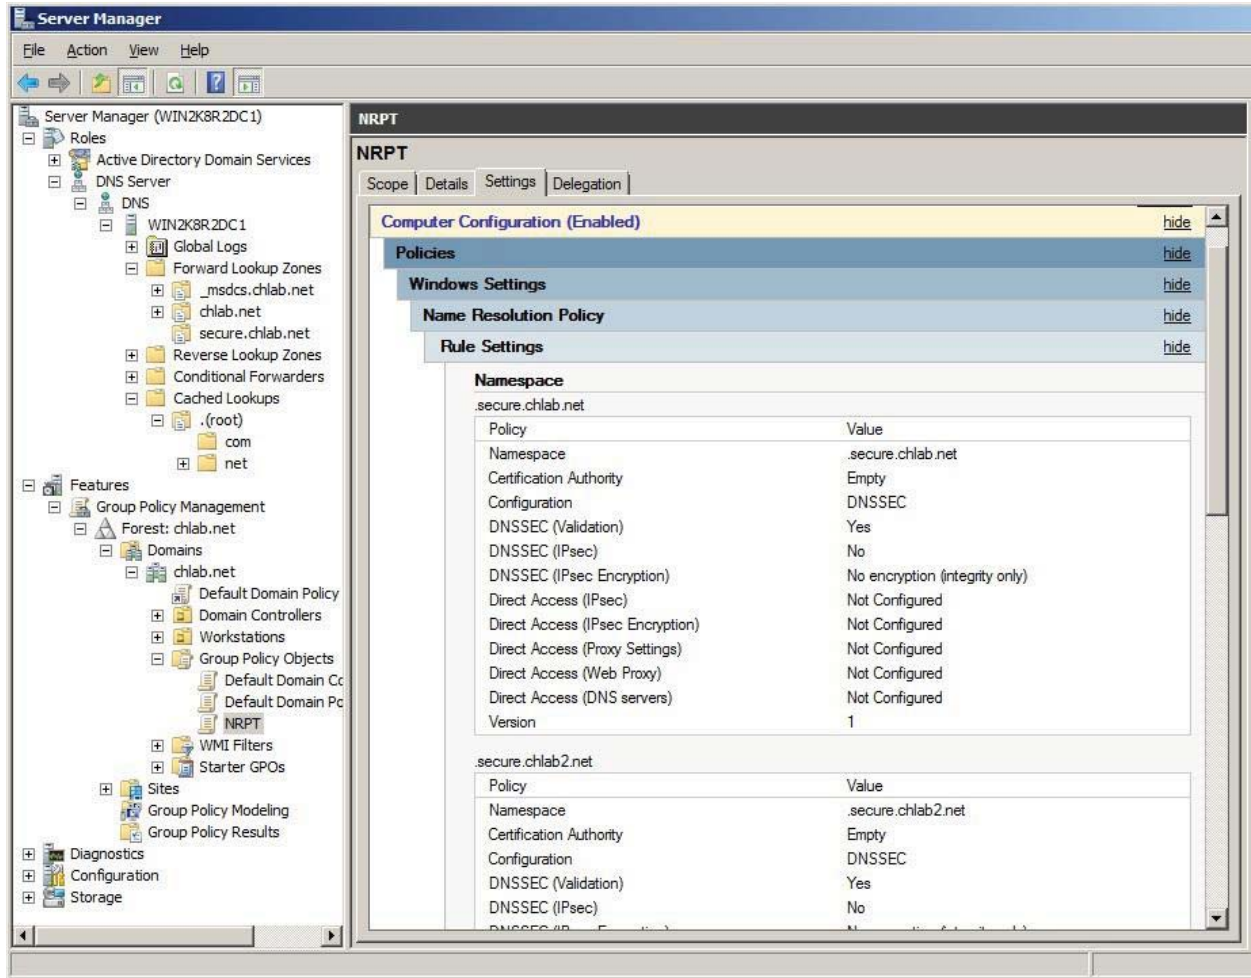 Server Manager
File Action View Help
Server Manager (WIN2K8R2DC1)
Roles
Active Directory Domain Services
DNS Server
DNS
WIN2K8R2DC1
Global Logs
Forward Lookup Zones
_msdcs.chlab.net
chlab.net
secure.chlab.net
Reverse Lookup Zones
Conditional Forwarders
Cached Lookups
.(root)
com
net
Features
Group Policy Management
Forest: chlab.net
Domains
chlab.net
Default Domain Policy
Domain Controllers
Workstations
Group Policy Objects
Default Domain Cc
Default Domain Pc
NRPT
WMI Filters
Starter GPOs
Sites
Group Policy Modeling
Group Policy Results
Diagnostics
Configuration
Storage
NRPT
NRPT
Scope Details Settings Delegation
Computer Configuration (Enabled) hide
Policies hide
Windows Settings hide
Name Resolution Policy hide
Rule Settings hide
Namespace
.secure.chlab.net
Policy Value
Namespace .secure.chlab.net
Certification Authority Empty
Configuration DNSSEC
DNSSEC (Validation) Yes
DNSSEC (IPsec) No
DNSSEC (IPsec Encryption) No encryption (integrity only)
Direct Access (IPsec) Not Configured
Direct Access (IPsec Encryption) Not Configured
Direct Access (Proxy Settings) Not Configured
Direct Access (Web Proxy) Not Configured
Direct Access (DNS servers) Not Configured
Version 1
.secure.chlab2.net
Policy Value
Namespace .secure.chlab2.net
Certification Authority Empty
Configuration DNSSEC
DNSSEC (Validation) Yes
DNSSEC (IPsec) No